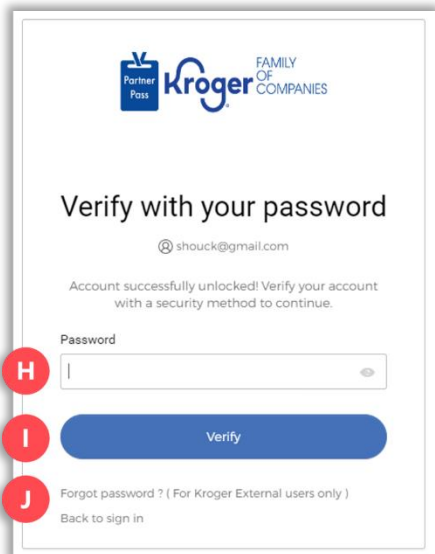 Partner
Pass
Kroger
FAMILY
OF
COMPANIES
Verify with your password
shouck@gmail.com
Account successfully unlocked! Verify your account
with a security method to continue.
Password
H
I
Verify
J
Forgot password ? ( For Kroger External users only )
Back to sign in